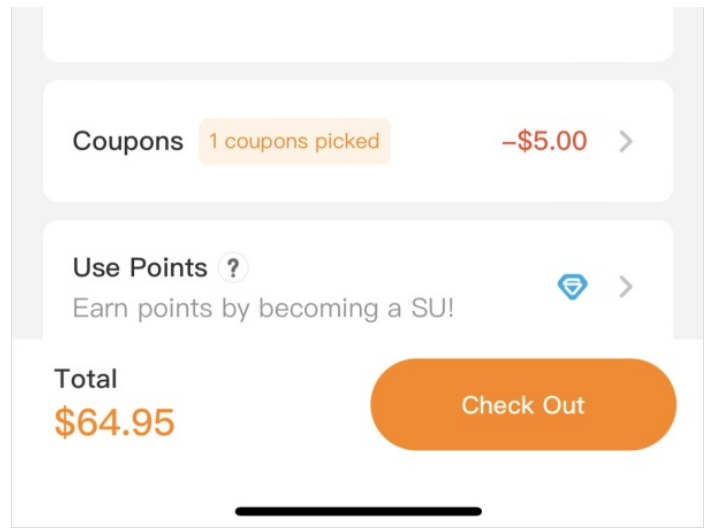 Coupons 1 coupons picked -$5.00
Use Points ?
Earn points by becoming a SU!
Total
$64.95
Check Out